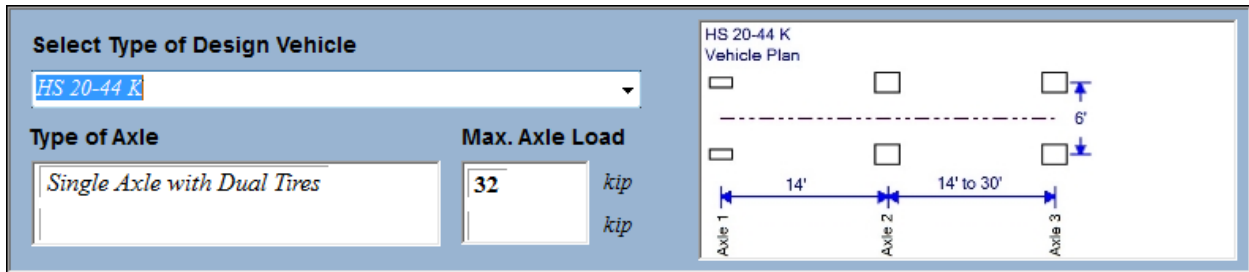 Select Type of Design Vehicle
HS 20-44 K
Type of Axle
Max. Axle Load
Single Axle with Dual Tires
32
kip
kip
HS 20-44 K
Vehicle Plan
6'
14'
14' to 30'
Axle 1
Axle 2
Axle 3